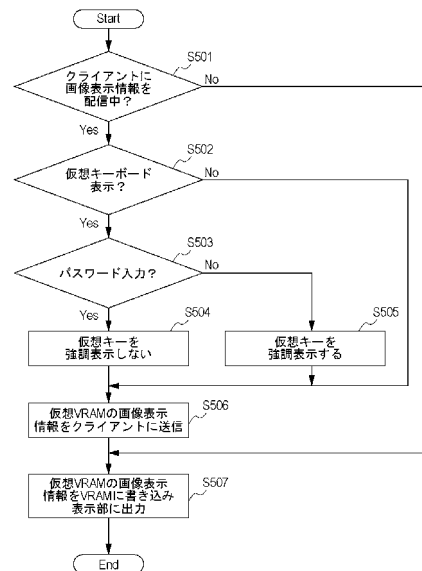 Start
S501
クライアントに
画像表示情報を
配信中？
No
Yes
S502
仮想キーボード
表示？
No
Yes
S503
パスワード入力？
No
Yes
S504
仮想キーを
強調表示しない
S505
仮想キーを
強調表示する
S506
仮想VRAMの画像表示
情報をクライアントに送信
S507
仮想VRAMの画像表示
情報をVRAMに書き込み
表示部に出力
End